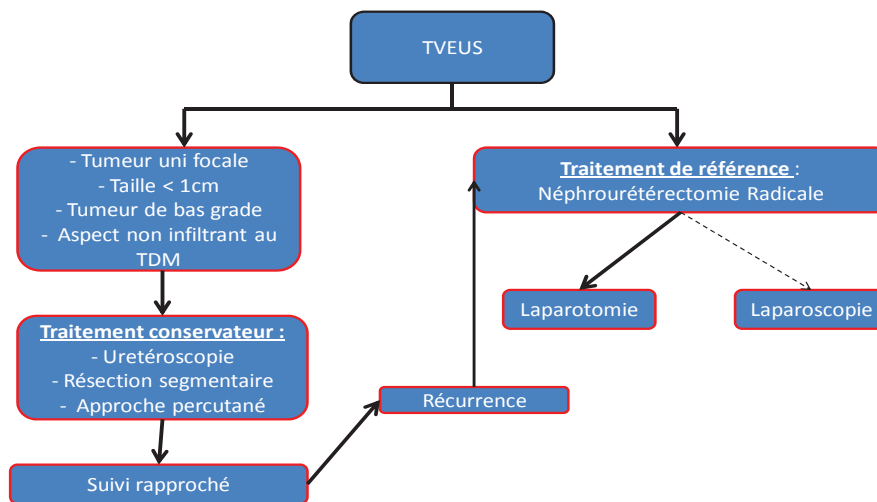 TVEUS
- Tumeur uni focale
- Taille < 1cm
- Tumeur de bas grade
- Aspect non infiltrant au
TDM
Traitement de référence :
Néphrourétérectomie Radicale
Laparotomie
Laparoscopie
Traitement conservateur :
- Uretéroscopie
- Résection segmentaire
- Approche percutané
Récurrence
Suivi rapproché